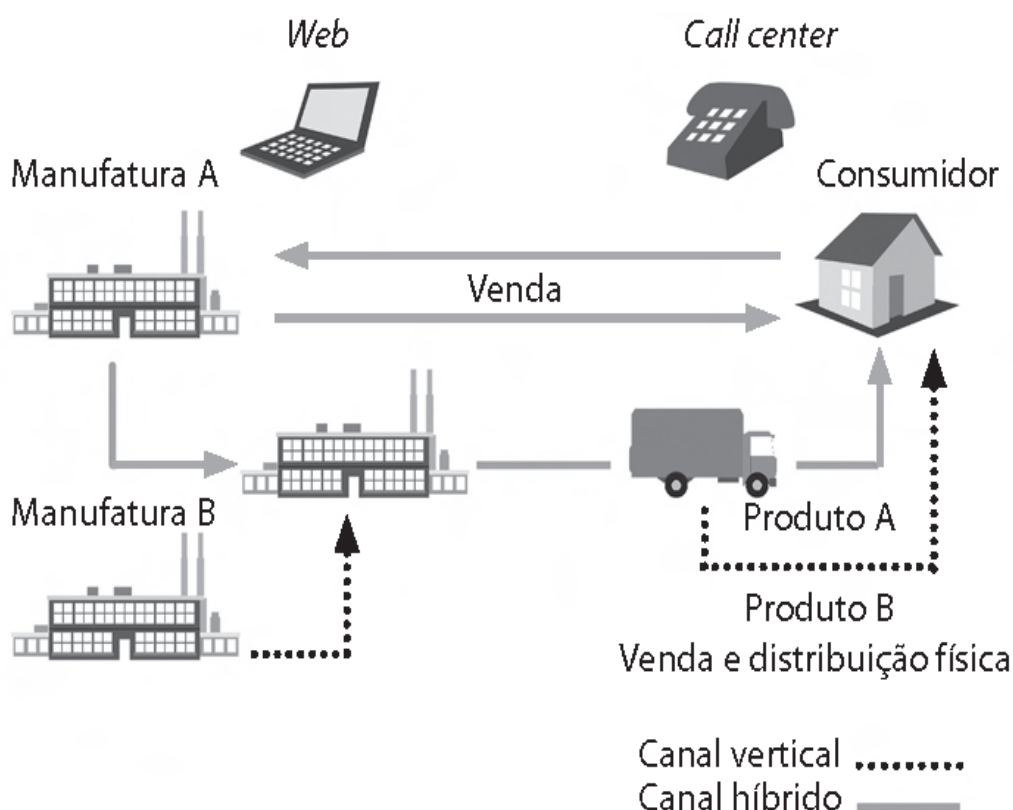 Web
Call center
Manufatura A
Consumidor
Venda
Manufatura B
Produto A
Produto B
Venda e distribuição física
Canal vertical
Canal híbrido